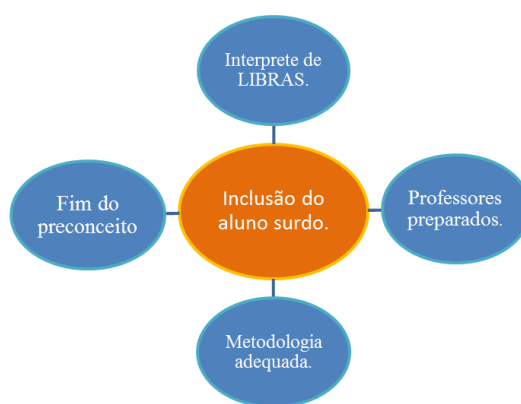 Interprete de
LIBRAS.
Fim do
preconceito
Inclusão do
aluno surdo.
Professores
preparados.
Metodologia
adequada.